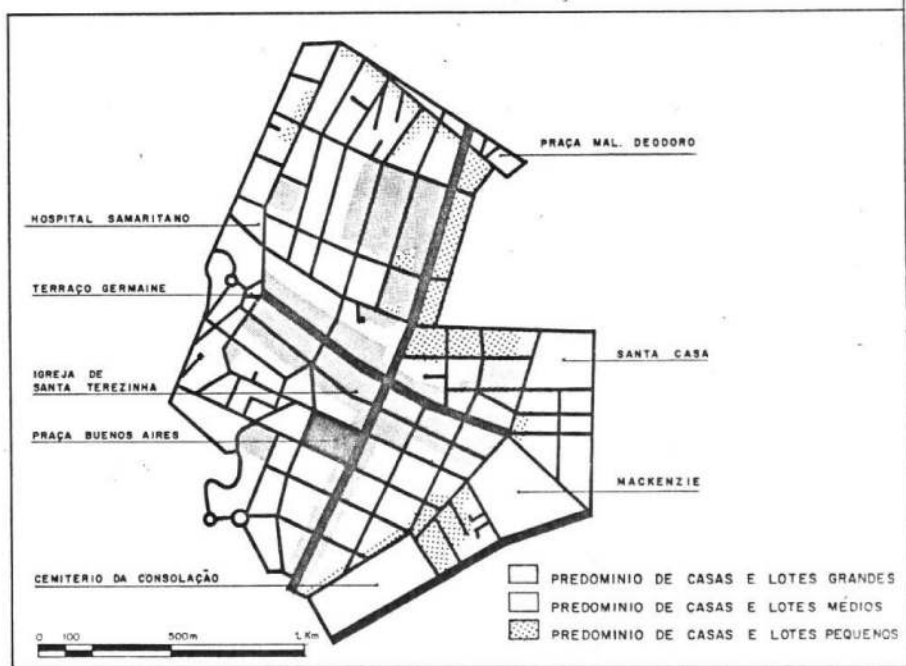 PRAÇA MAL. DEODORO
HOSPITAL SAMARITANO
TERRAÇO GERMAINE
SANTA CASA
IGREJA DE
SANTA TEREZINHA
PRAÇA BUENOS AIRES
MACKENZIE
CEMITÉRIO DA CONSOLAÇÃO
PREDOMINIO DE CASAS E LOTES GRANDES
PREDOMINIO DE CASAS E LOTES MÉDIOS
PREDOMINIO DE CASAS E LOTES PEQUENOS
0 100 500m 1, Km